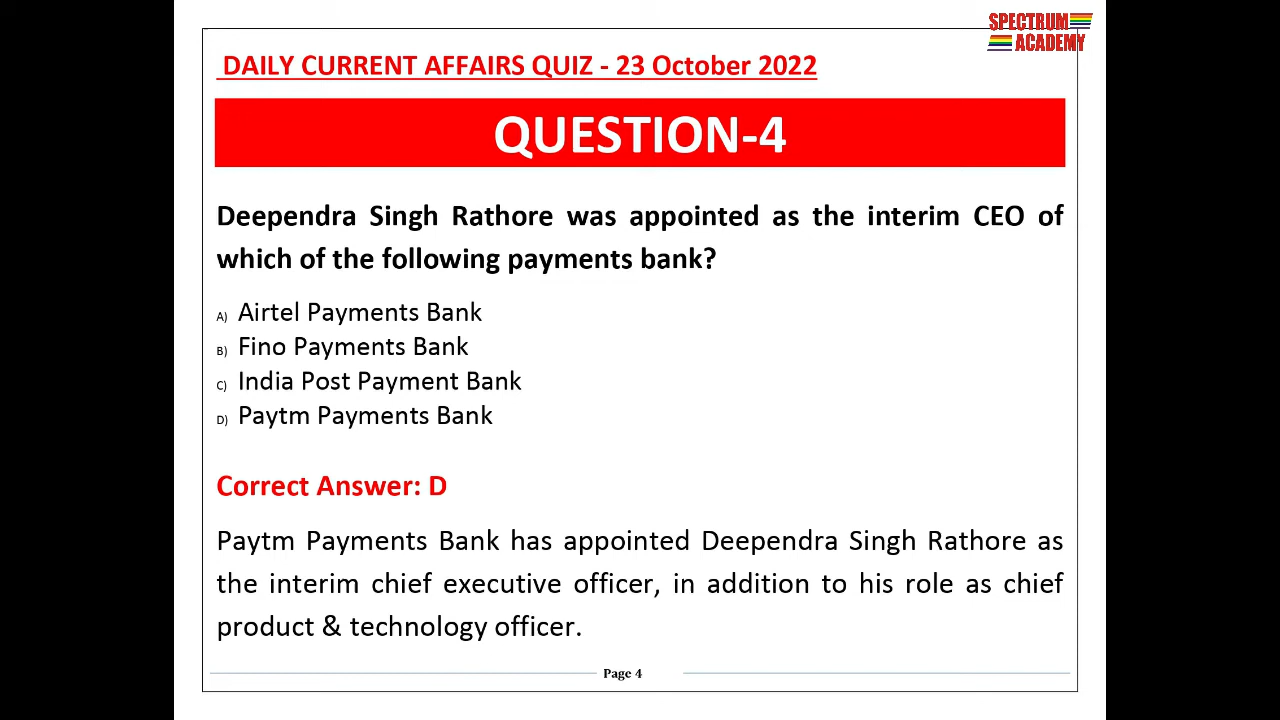 SPECTRUM
ACADEMY
DAILY CURRENT AFFAIRS QUIZ - 23 October 2022
QUESTION-4
Deependra Singh Rathore was appointed as the interim CEO of
which of the following payments bank?
A) Airtel Payments Bank
B) Fino Payments Bank
C) India Post Payment Bank
D) Paytm Payments Bank
Correct Answer: D
Paytm Payments Bank has appointed Deependra Singh Rathore as
the interim chief executive officer, in addition to his role as chief
product & technology officer.
Page 4